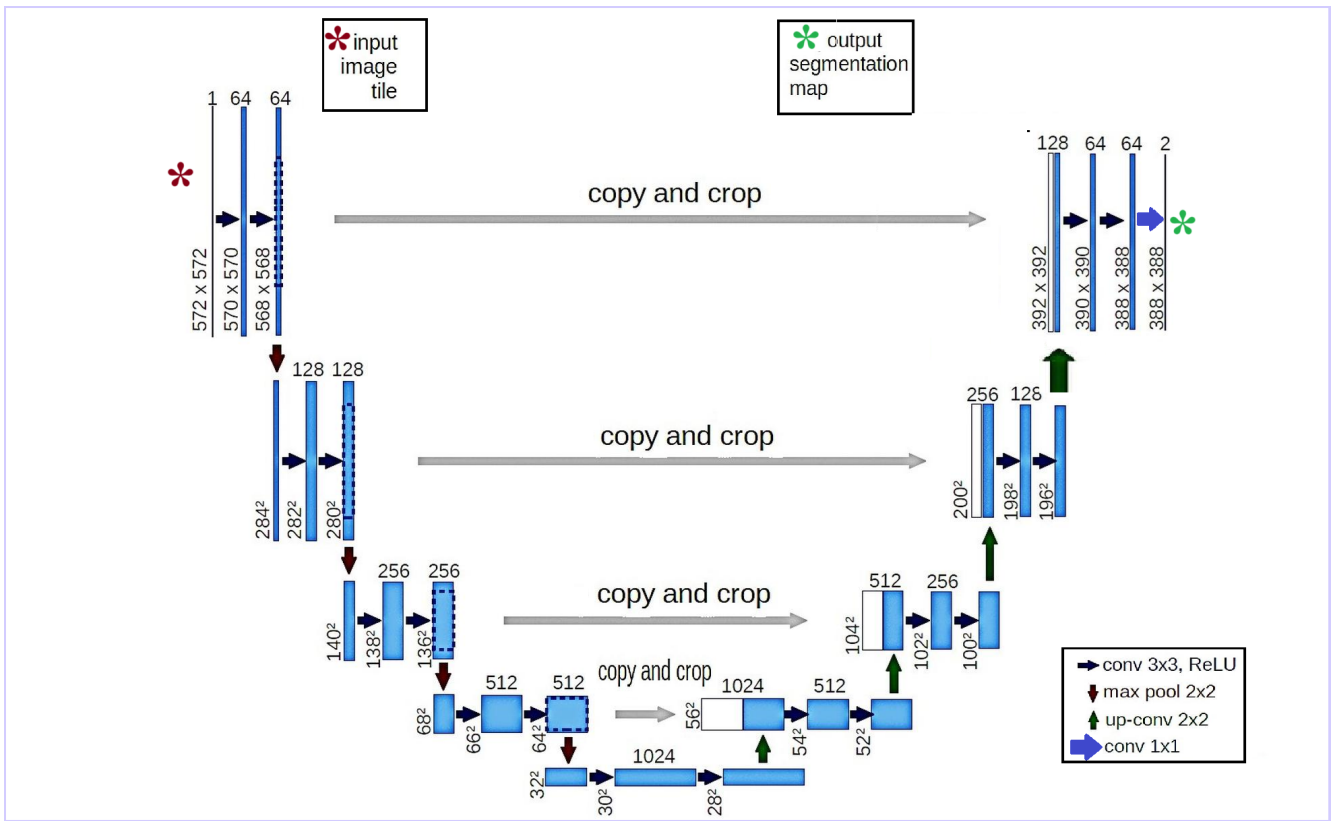 * input
image
tile
* output
segmentation
map
1 64 64
572 x 572
570 x 570
568 x 568
copy and crop
128 64 64 2
392 x 392
390 x 390
388 x 388
388 x 388
128 128
284²
282²
280²
copy and crop
256 128
200²
198²
196²
256 256
140²
138²
136²
copy and crop
512 256
104²
102²
100²
512 512
68²
66²
64²
copy and crop
1024 512
56²
54²
52²
1024
32²
30²
28²
conv 3x3, ReLU
max pool 2x2
up-conv 2x2
conv 1x1